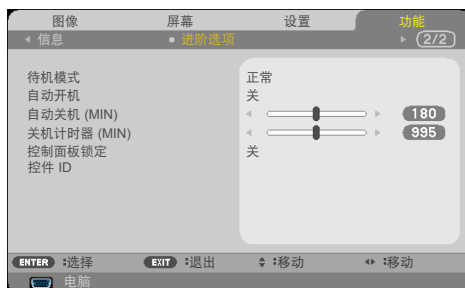 图像 屏幕 设置 功能
信息 进阶选项 (2/2)
待机模式 正常
自动开机 关
自动关机 (MIN) 180
关机计时器 (MIN) 995
控制面板锁定 关
控件 ID
ENTER :选择 EXIT :退出 :移动 :移动
电脑